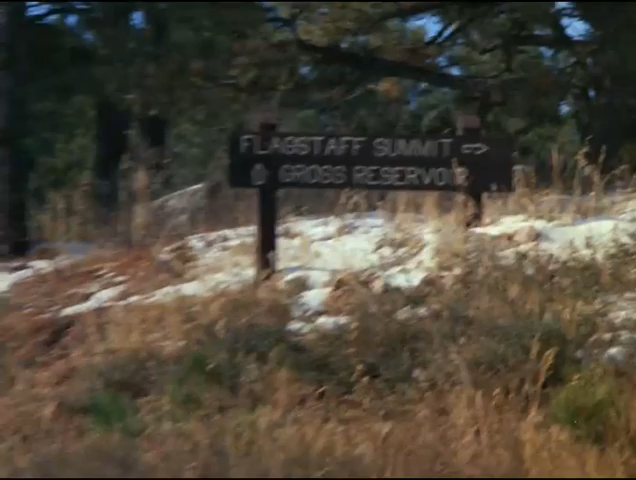 FLAGSTAFF SUMMIT ⇨
⇧ GROSS RESERVOIR